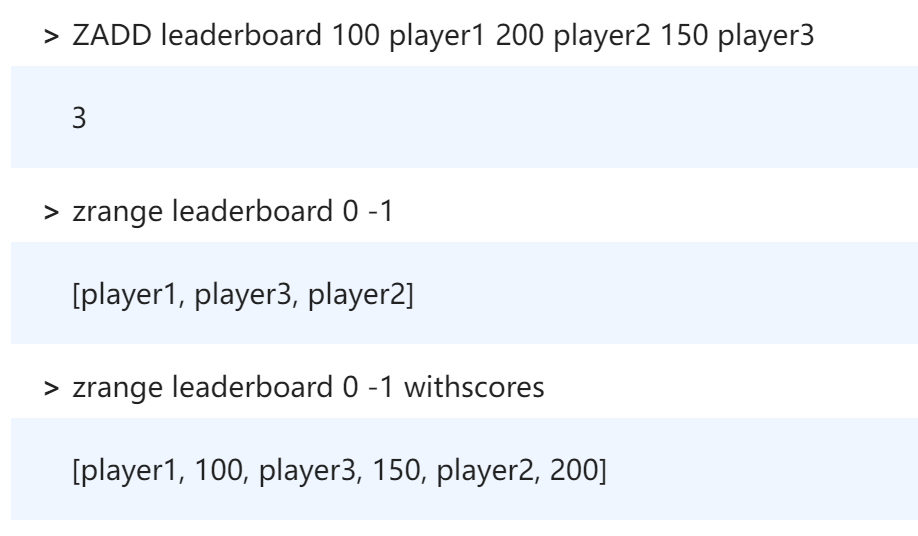 > ZADD leaderboard 100 player1 200 player2 150 player3
3
> zrange leaderboard 0 -1
[player1, player3, player2]
> zrange leaderboard 0 -1 withscores
[player1, 100, player3, 150, player2, 200]